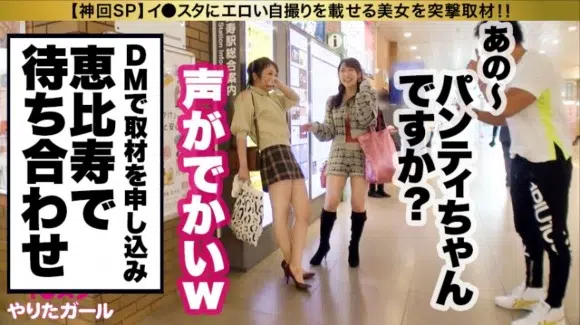 【神回SP】イ●スタにエロい自撮りを載せる美女を突撃取材!!
DMで取材を申し込み
恵比寿で
待ち合わせ
声がでかいw
あの〜
パンティちゃん
ですか?
寿駅総合案内
Station Information
やりたガール